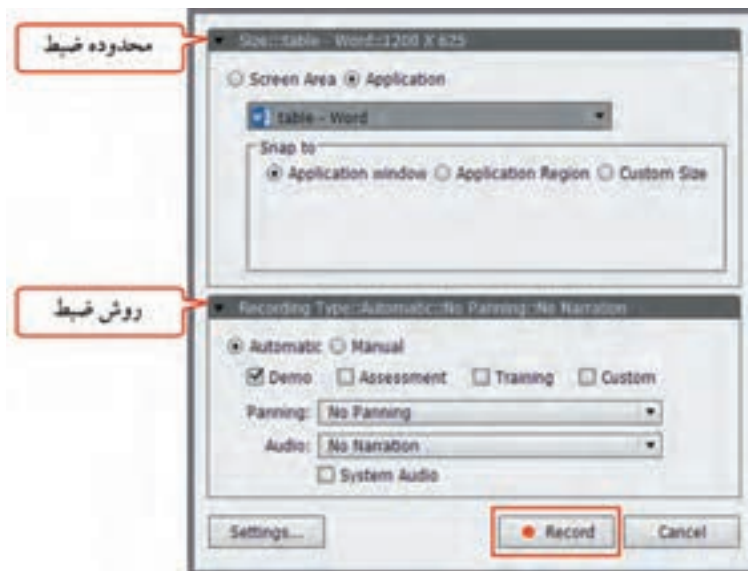 محدوده ضبط
Size::table - Word::1200 X 625
Screen Area Application
table - Word
Snap to
Application window Application Region Custom Size
روش ضبط
Recording Type::Automatic::No Panning::No Narration
Automatic Manual
Demo Assessment Training Custom
Panning: No Panning
Audio: No Narration
System Audio
Settings... Record Cancel